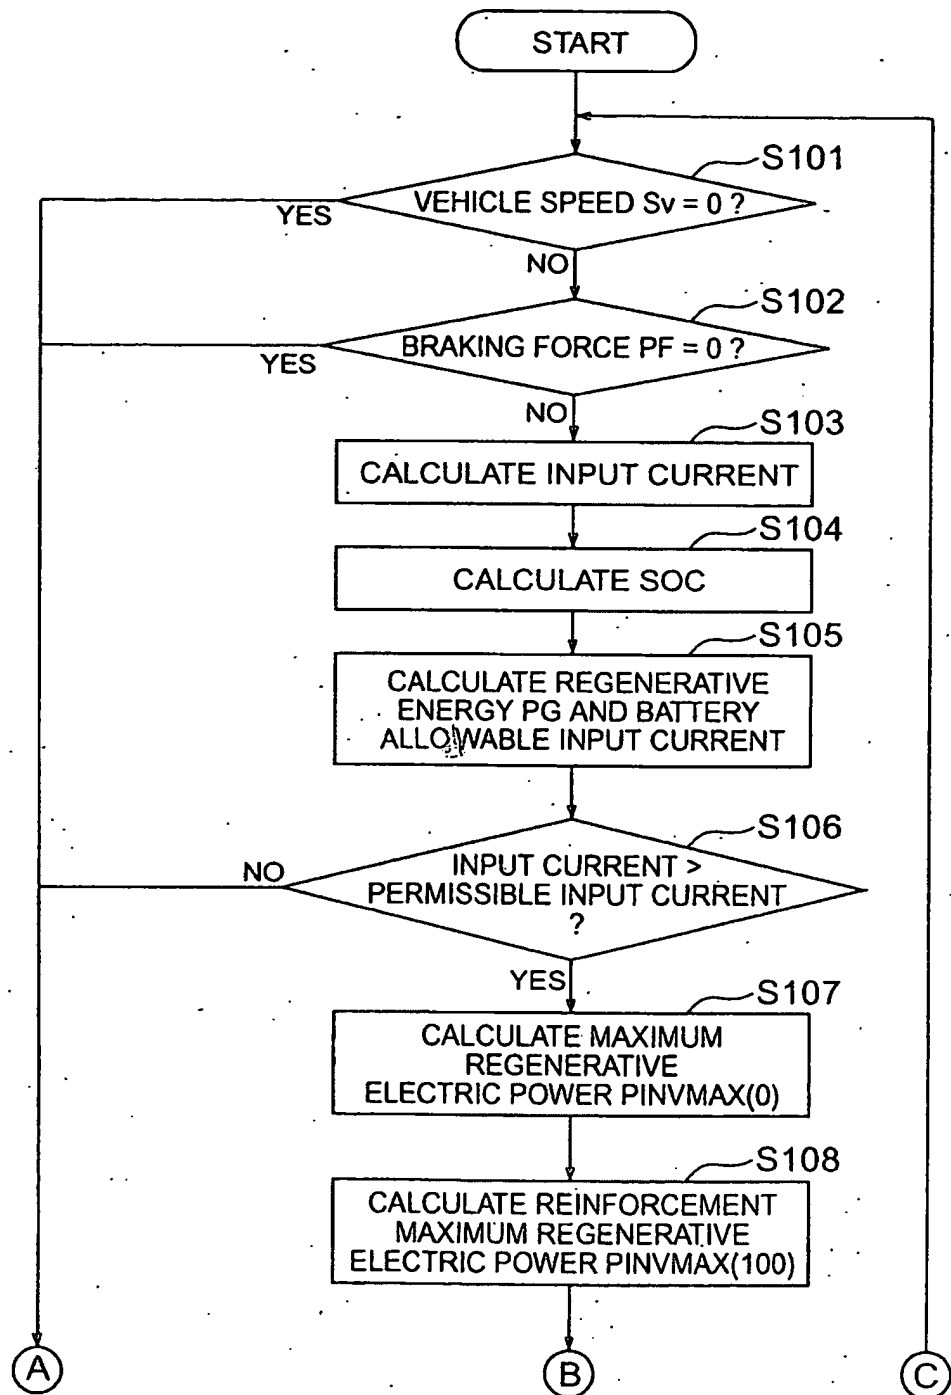 START
S101
VEHICLE SPEED Sv = 0 ?
YES
NO
S102
BRAKING FORCE PF = 0 ?
YES
NO
S103
CALCULATE INPUT CURRENT
S104
CALCULATE SOC
S105
CALCULATE REGENERATIVE
ENERGY PG AND BATTERY
ALLOWABLE INPUT CURRENT
S106
NO
INPUT CURRENT >
PERMISSIBLE INPUT CURRENT
?
YES
S107
CALCULATE MAXIMUM
REGENERATIVE
ELECTRIC POWER PINVMAX(0)
S108
CALCULATE REINFORCEMENT
MAXIMUM REGENERATIVE
ELECTRIC POWER PINVMAX(100)
A
B
C